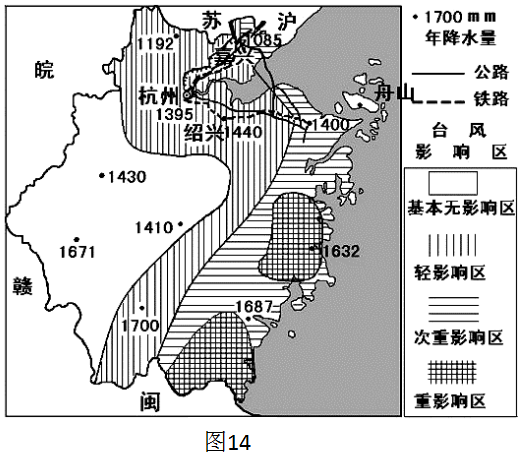 苏 沪
1192
1085
嘉兴
皖
杭州
1395
舟山
绍兴
1440
1400
1430
1410
1671
1632
赣
1700
1687
闽
1700mm
年降水量
公路
铁路
台风
影响区
基本无影响区
轻影响区
次重影响区
重影响区
图14